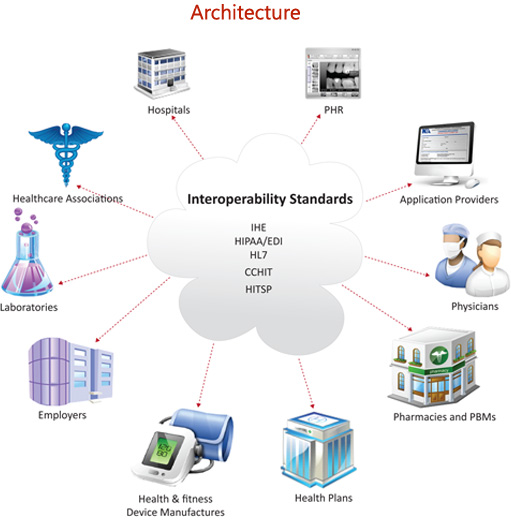 Architecture
Hospitals
PHR
Healthcare Associations
Interoperability Standards
Application Providers
IHE
HIPAA/EDI
HL7
CCHIT
HITSP
Laboratories
Physicians
Employers
Pharmacies and PBMs
Health & fitness
Device Manufactures
Health Plans